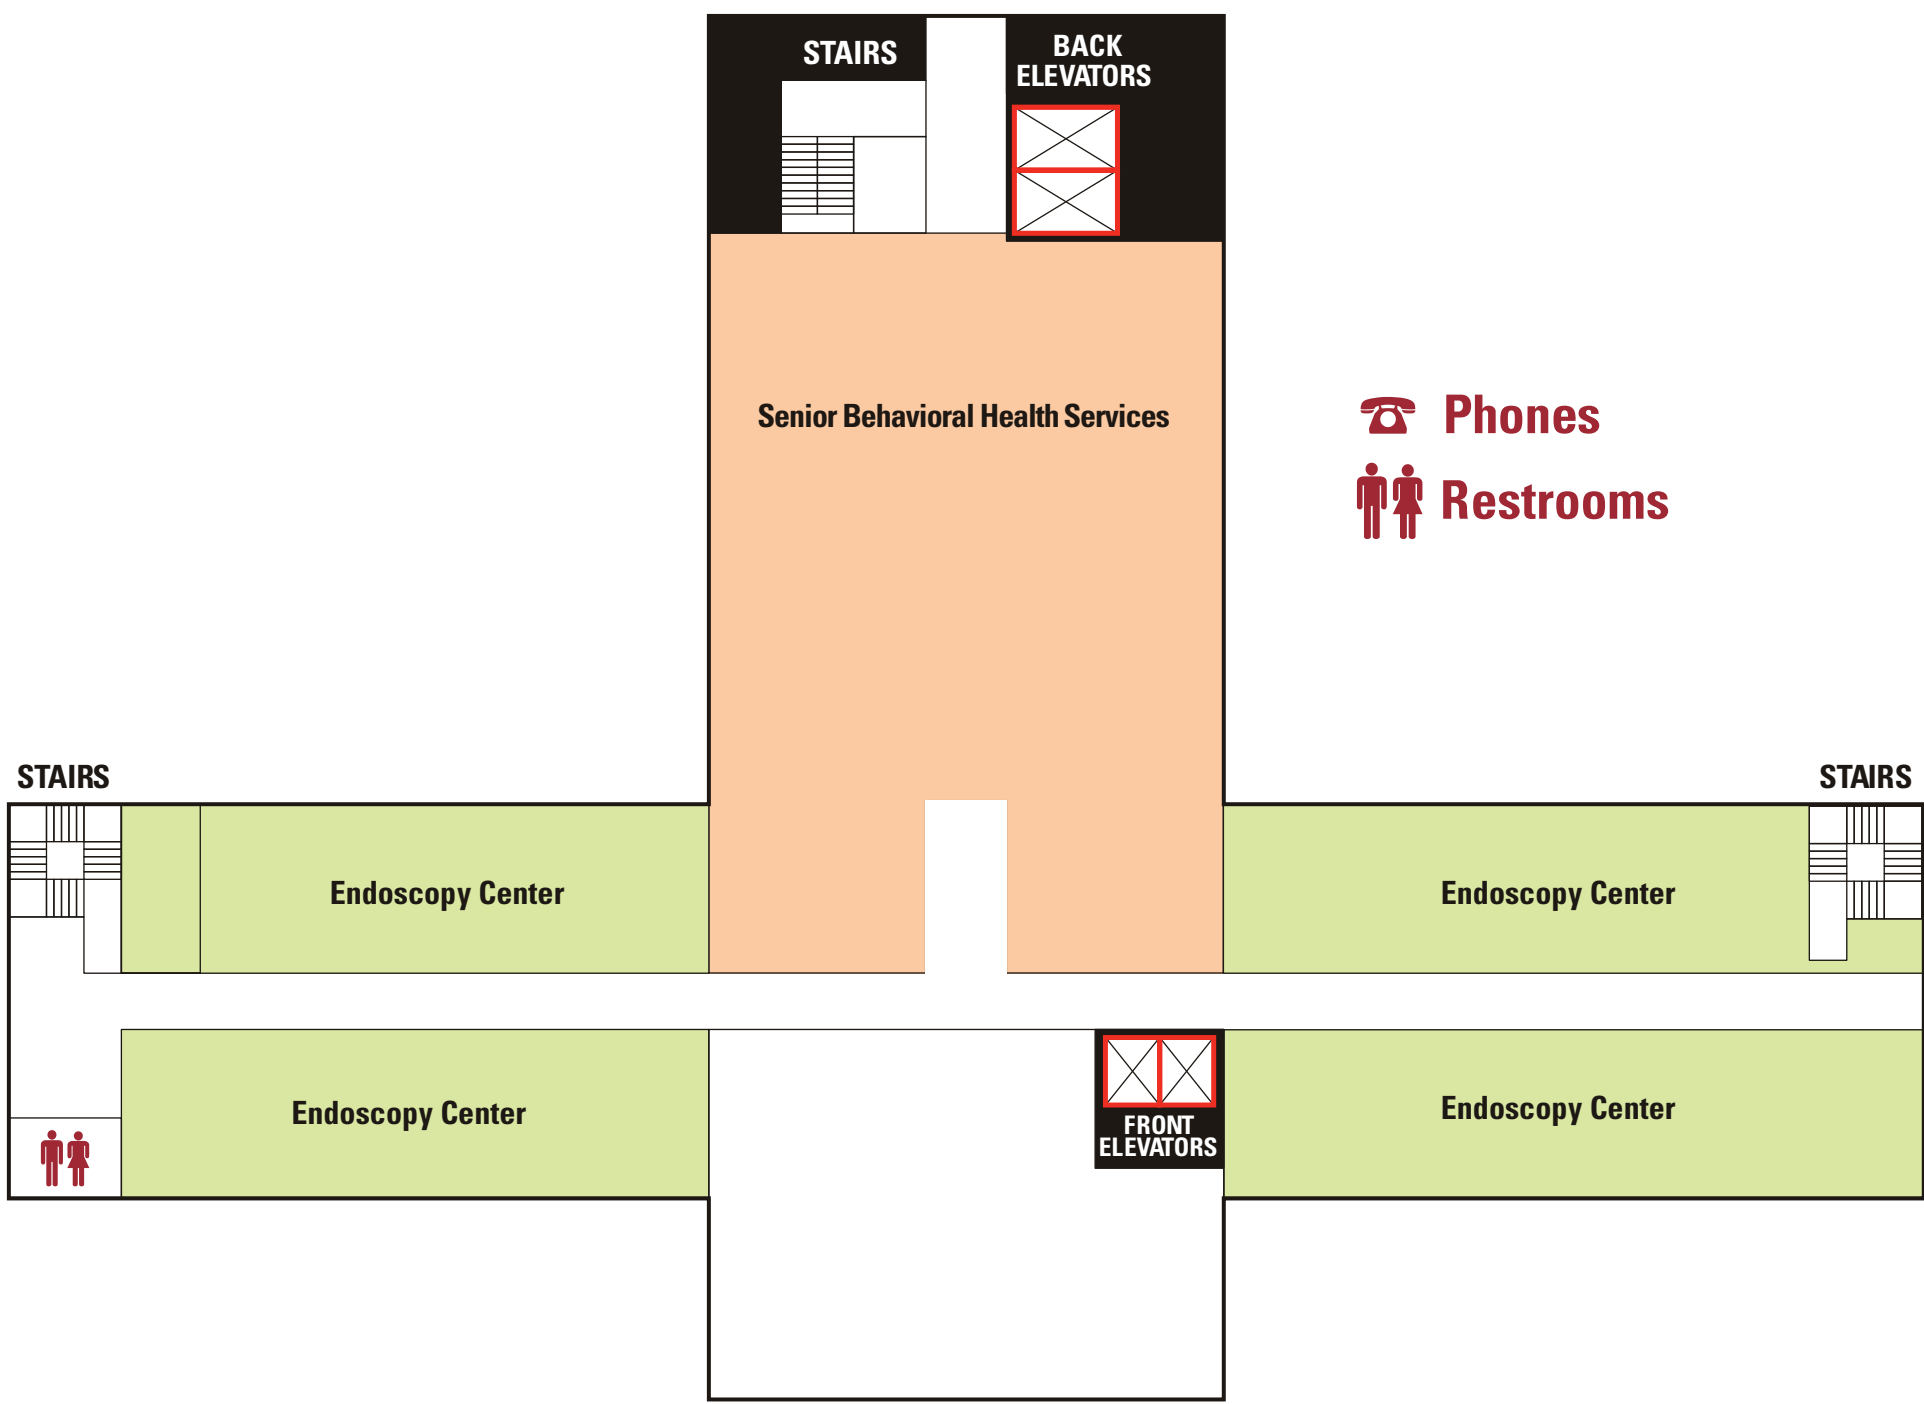 STAIRS
BACK
ELEVATORS
Senior Behavioral Health Services
Phones
Restrooms
STAIRS
STAIRS
Endoscopy Center
Endoscopy Center
Endoscopy Center
Endoscopy Center
FRONT
ELEVATORS